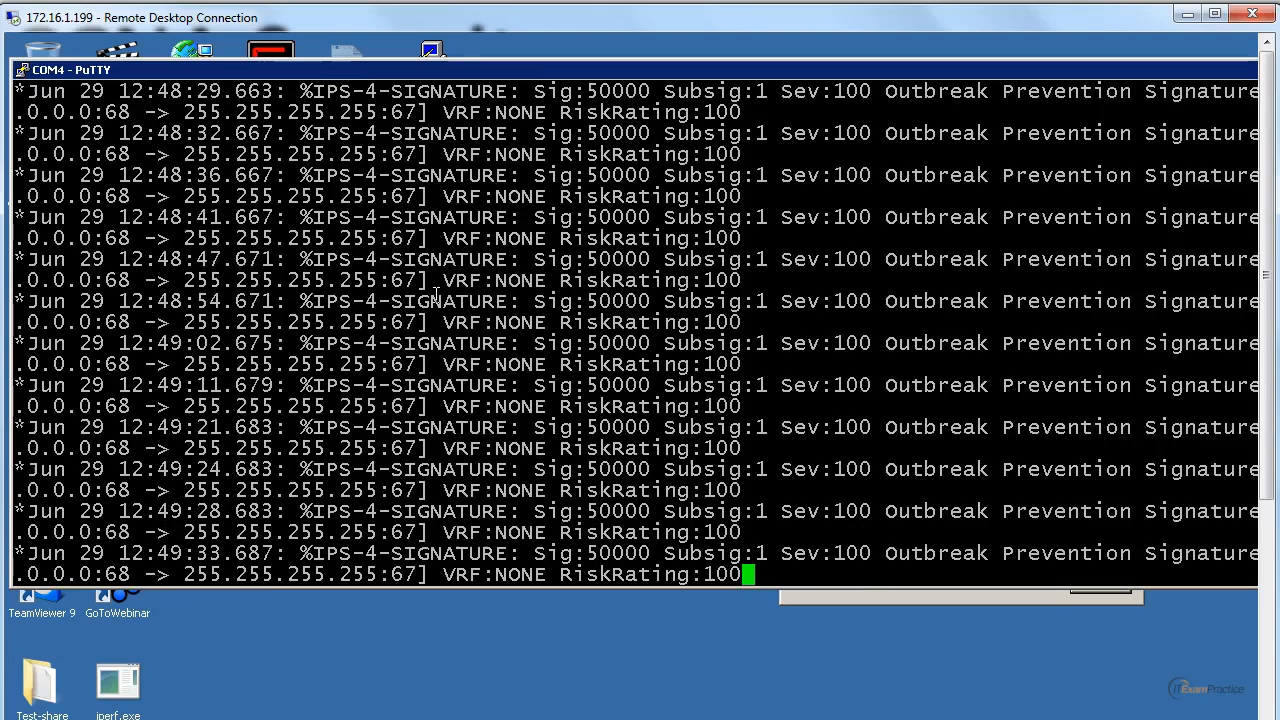 172.16.1.199 - Remote Desktop Connection
COM4 - PuTTY
*Jun 29 12:48:29.663: %IPS-4-SIGNATURE: Sig:50000 Subsig:1 Sev:100 Outbreak Prevention Signature
.0.0.0:68 -> 255.255.255.255:67] VRF:NONE RiskRating:100
*Jun 29 12:48:32.667: %IPS-4-SIGNATURE: Sig:50000 Subsig:1 Sev:100 Outbreak Prevention Signature
.0.0.0:68 -> 255.255.255.255:67] VRF:NONE RiskRating:100
*Jun 29 12:48:36.667: %IPS-4-SIGNATURE: Sig:50000 Subsig:1 Sev:100 Outbreak Prevention Signature
.0.0.0:68 -> 255.255.255.255:67] VRF:NONE RiskRating:100
*Jun 29 12:48:41.667: %IPS-4-SIGNATURE: Sig:50000 Subsig:1 Sev:100 Outbreak Prevention Signature
.0.0.0:68 -> 255.255.255.255:67] VRF:NONE RiskRating:100
*Jun 29 12:48:47.671: %IPS-4-SIGNATURE: Sig:50000 Subsig:1 Sev:100 Outbreak Prevention Signature
.0.0.0:68 -> 255.255.255.255:67] VRF:NONE RiskRating:100
*Jun 29 12:48:54.671: %IPS-4-SIGNATURE: Sig:50000 Subsig:1 Sev:100 Outbreak Prevention Signature
.0.0.0:68 -> 255.255.255.255:67] VRF:NONE RiskRating:100
*Jun 29 12:49:02.675: %IPS-4-SIGNATURE: Sig:50000 Subsig:1 Sev:100 Outbreak Prevention Signature
.0.0.0:68 -> 255.255.255.255:67] VRF:NONE RiskRating:100
*Jun 29 12:49:11.679: %IPS-4-SIGNATURE: Sig:50000 Subsig:1 Sev:100 Outbreak Prevention Signature
.0.0.0:68 -> 255.255.255.255:67] VRF:NONE RiskRating:100
*Jun 29 12:49:21.683: %IPS-4-SIGNATURE: Sig:50000 Subsig:1 Sev:100 Outbreak Prevention Signature
.0.0.0:68 -> 255.255.255.255:67] VRF:NONE RiskRating:100
*Jun 29 12:49:24.683: %IPS-4-SIGNATURE: Sig:50000 Subsig:1 Sev:100 Outbreak Prevention Signature
.0.0.0:68 -> 255.255.255.255:67] VRF:NONE RiskRating:100
*Jun 29 12:49:28.683: %IPS-4-SIGNATURE: Sig:50000 Subsig:1 Sev:100 Outbreak Prevention Signature
.0.0.0:68 -> 255.255.255.255:67] VRF:NONE RiskRating:100
*Jun 29 12:49:33.687: %IPS-4-SIGNATURE: Sig:50000 Subsig:1 Sev:100 Outbreak Prevention Signature
.0.0.0:68 -> 255.255.255.255:67] VRF:NONE RiskRating:100
TeamViewer 9
GoToWebinar
ITExamPractice
Test-share
iperf.exe